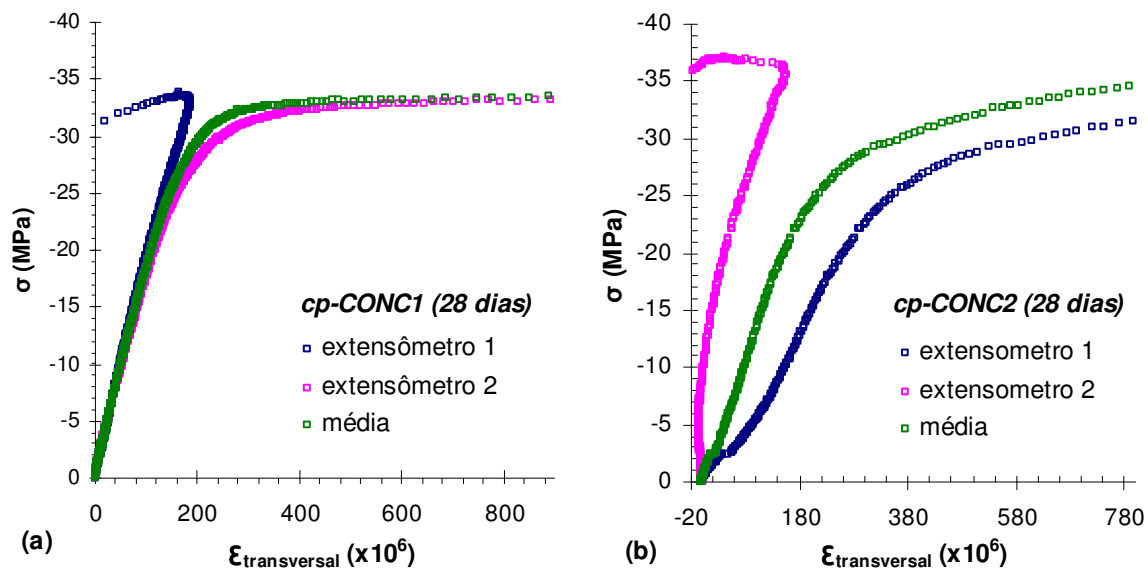 -40
-35
-30
-25
-20
-15
-10
-5
0
σ (MPa)
cp-CONC1 (28 dias)
extensômetro 1
extensômetro 2
média
0 200 400 600 800
(a)
εtransversal (x10⁶)
-40
-35
-30
-25
-20
-15
-10
-5
0
σ (MPa)
cp-CONC2 (28 dias)
extensometro 1
extensometro 2
média
-20 180 380 580 780
(b)
εtransversal (x10⁶)